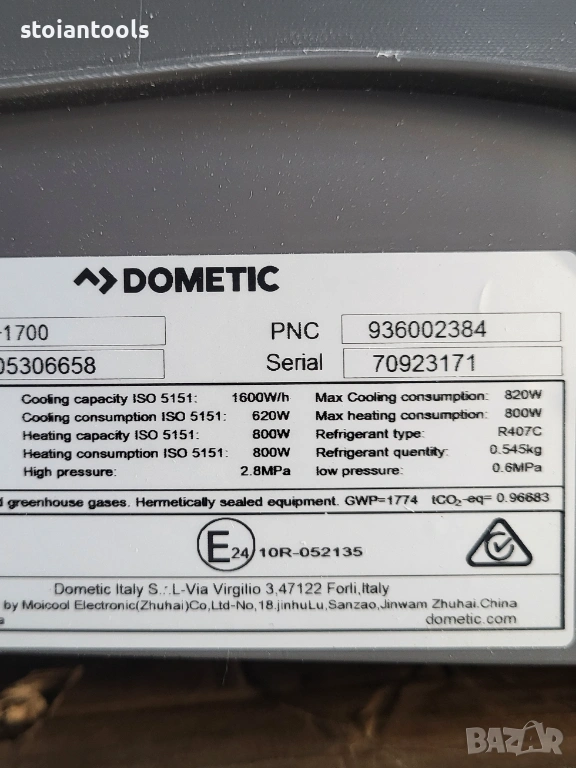 stoiantools
DOMETIC
-1700 PNC 936002384
05306658 Serial 70923171
Cooling capacity ISO 5151: 1600W/h Max Cooling consumption: 820W
Cooling consumption ISO 5151: 620W Max heating consumption: 800W
Heating capacity ISO 5151: 800W Refrigerant type: R407C
Heating consumption ISO 5151: 800W Refrigerant quentity: 0.545kg
High pressure: 2.8MPa low pressure: 0.6MPa
d greenhouse gases. Hermetically sealed equipment. GWP=1774 tCO₂-eq= 0.96683
E24 10R-052135
Dometic Italy S.r.L-Via Virgilio 3,47122 Forli,Italy
by Moicool Electronic(Zhuhai)Co,Ltd-No,18.jinhuLu,Sanzao,Jinwam Zhuhai.China
dometic.com
BAZAR